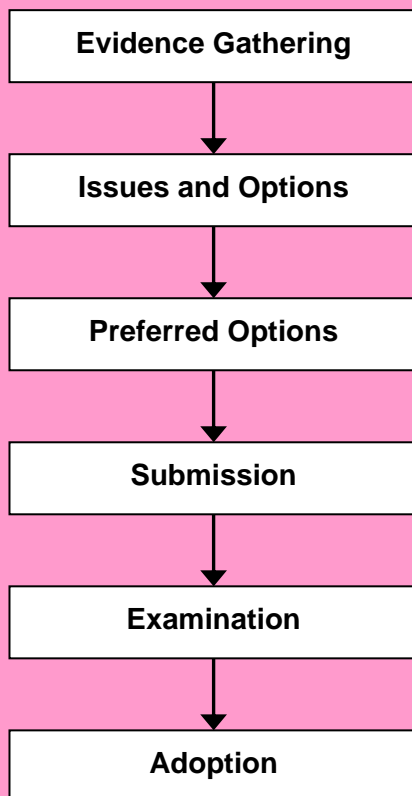 Evidence Gathering
Issues and Options
Preferred Options
Submission
Examination
Adoption